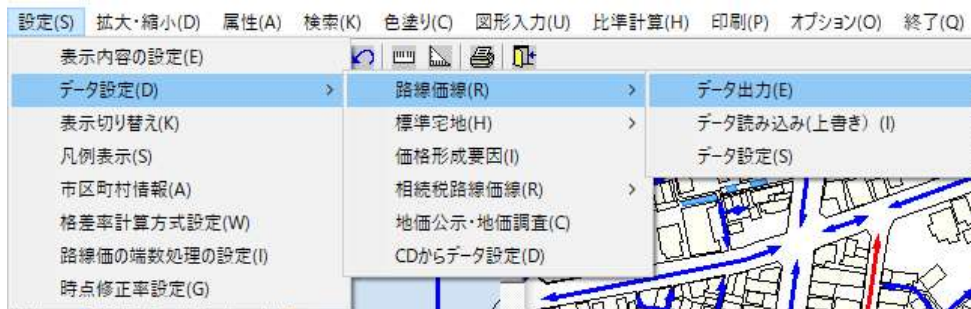 設定(S) 拡大・縮小(D) 属性(A) 検索(K) 色塗り(C) 図形入力(U) 比準計算(H) 印刷(P) オプション(O) 終了(Q)
表示内容の設定(E)
データ設定(D) >
表示切り替え(K)
凡例表示(S)
市区町村情報(A)
格差率計算方式設定(W)
路線価の端数処理の設定(I)
時点修正率設定(G)
路線価線(R) >
標準宅地(H) >
価格形成要因(I)
相続税路線価線(R) >
地価公示・地価調査(C)
CDからデータ設定(D)
データ出力(E)
データ読み込み(上書き) (I)
データ設定(S)